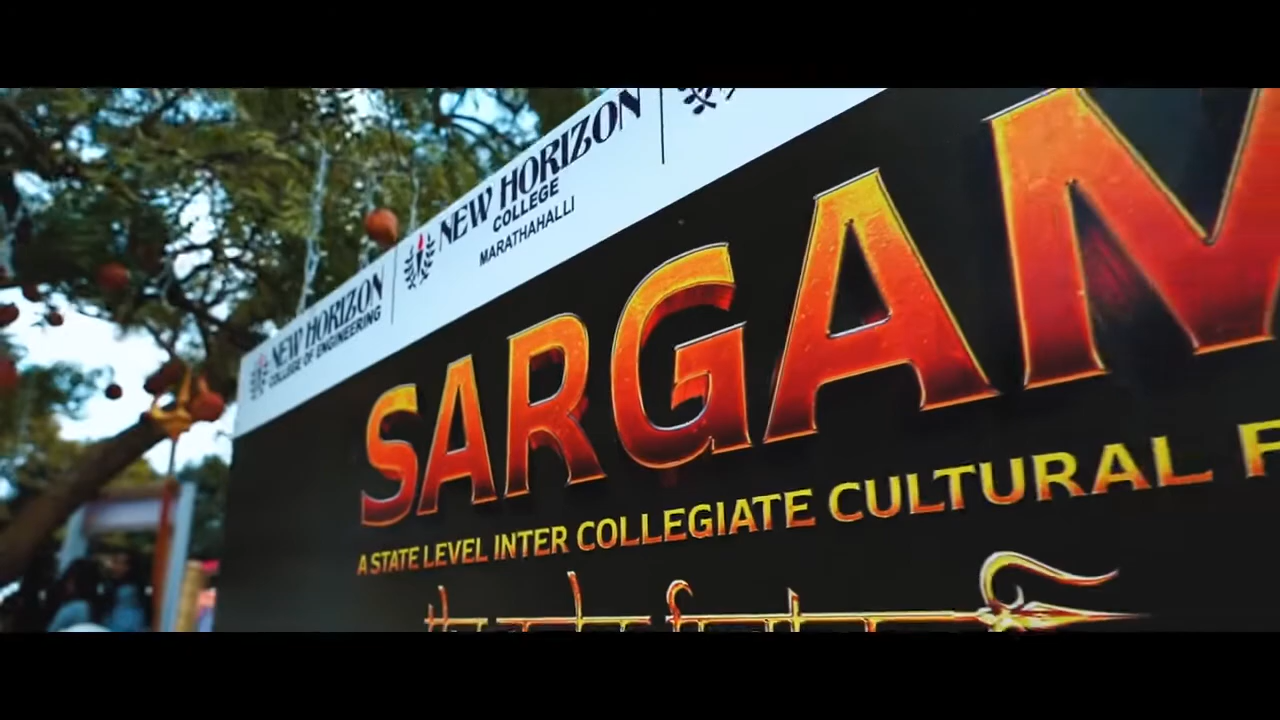 NEW HORIZON
COLLEGE OF ENGINEERING
NEW HORIZON
COLLEGE
MARATHAHALLI
SARGAM
A STATE LEVEL INTER COLLEGIATE CULTURAL